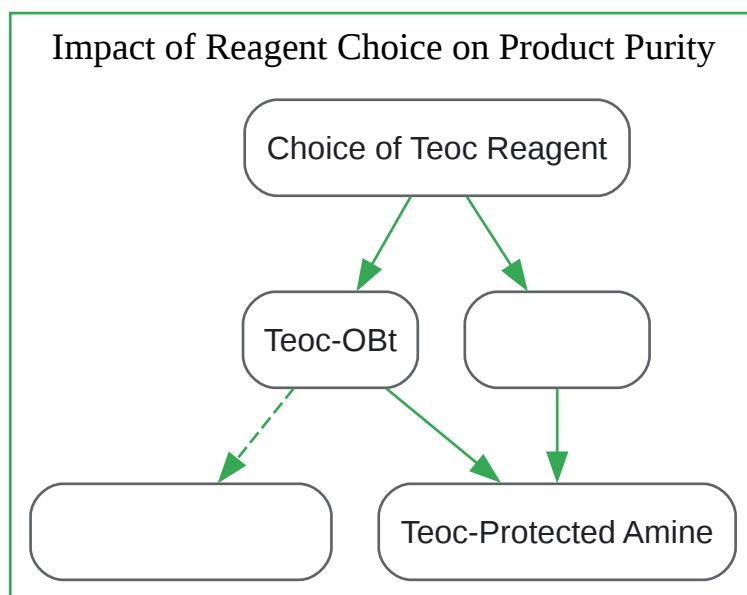 Impact of Reagent Choice on Product Purity
Choice of Teoc Reagent
Teoc-OBt
Teoc-Protected Amine